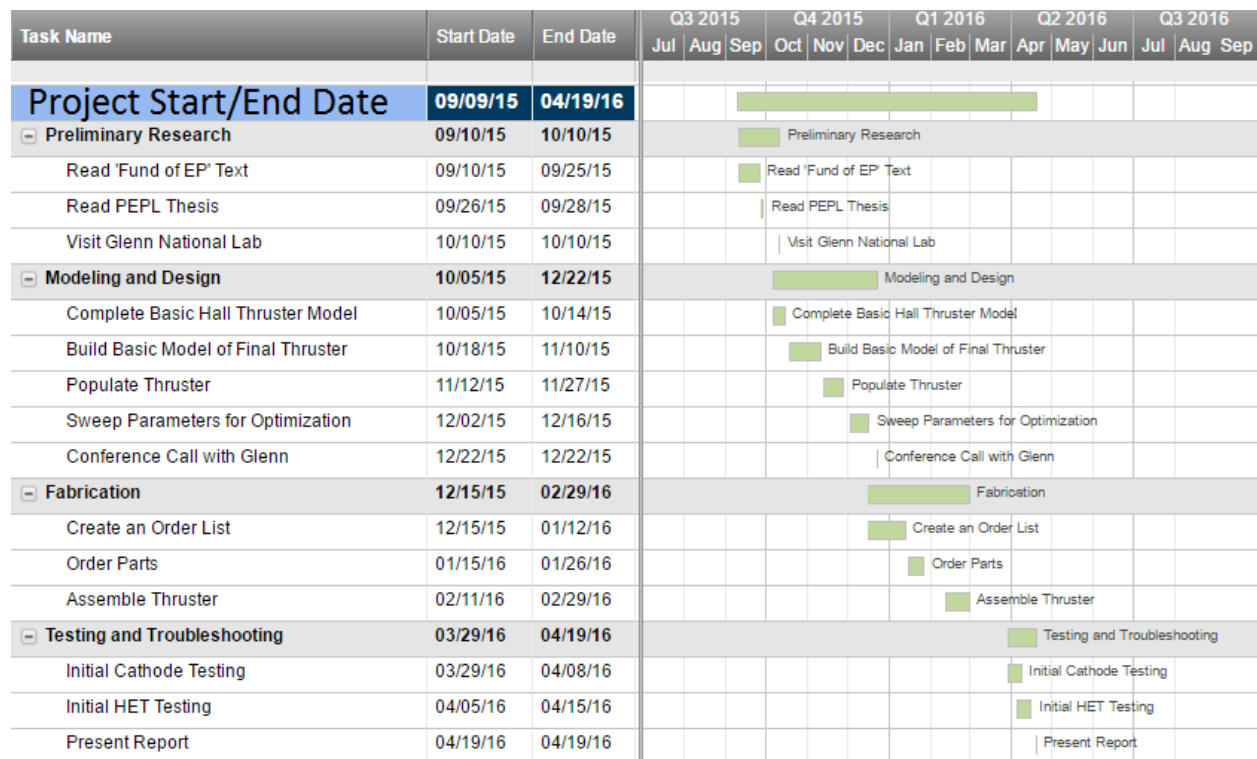 Task Name Start Date End Date Q3 2015 Q4 2015 Q1 2016 Q2 2016 Q3 2016
Jul Aug Sep Oct Nov Dec Jan Feb Mar Apr May Jun Jul Aug Sep
Project Start/End Date 09/09/15 04/19/16
Preliminary Research 09/10/15 10/10/15 Preliminary Research
Read 'Fund of EP' Text 09/10/15 09/25/15 Read 'Fund of EP' Text
Read PEPL Thesis 09/26/15 09/28/15 Read PEPL Thesis
Visit Glenn National Lab 10/10/15 10/10/15 Visit Glenn National Lab
Modeling and Design 10/05/15 12/22/15 Modeling and Design
Complete Basic Hall Thruster Model 10/05/15 10/14/15 Complete Basic Hall Thruster Model
Build Basic Model of Final Thruster 10/18/15 11/10/15 Build Basic Model of Final Thruster
Populate Thruster 11/12/15 11/27/15 Populate Thruster
Sweep Parameters for Optimization 12/02/15 12/16/15 Sweep Parameters for Optimization
Conference Call with Glenn 12/22/15 12/22/15 Conference Call with Glenn
Fabrication 12/15/15 02/29/16 Fabrication
Create an Order List 12/15/15 01/12/16 Create an Order List
Order Parts 01/15/16 01/26/16 Order Parts
Assemble Thruster 02/11/16 02/29/16 Assemble Thruster
Testing and Troubleshooting 03/29/16 04/19/16 Testing and Troubleshooting
Initial Cathode Testing 03/29/16 04/08/16 Initial Cathode Testing
Initial HET Testing 04/05/16 04/15/16 Initial HET Testing
Present Report 04/19/16 04/19/16 Present Report